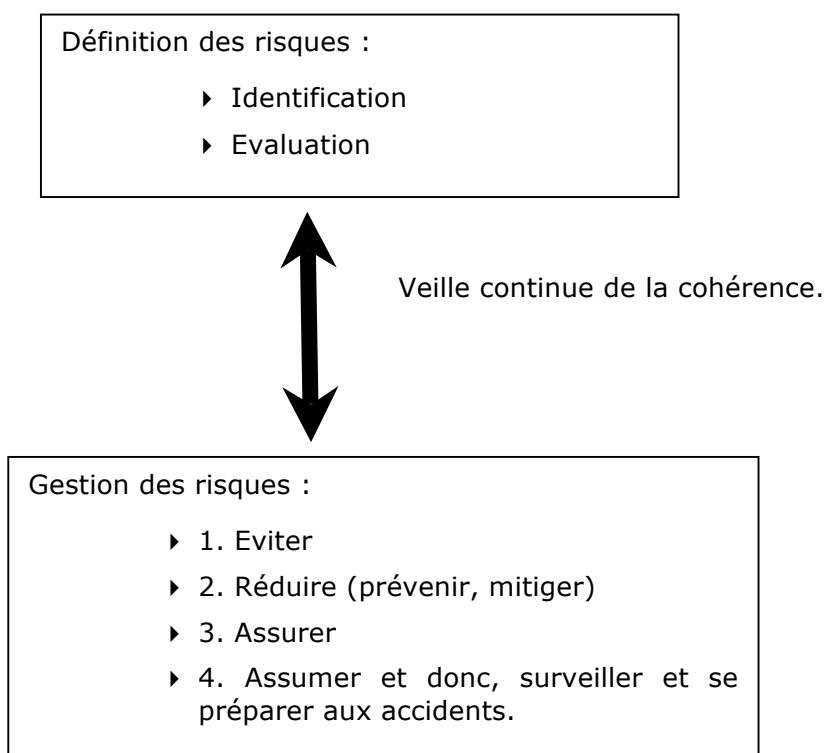 Définition des risques :
Identification
Evaluation
Veille continue de la cohérence.
Gestion des risques :
1. Eviter
2. Réduire (prévenir, mitiger)
3. Assurer
4. Assumer et donc, surveiller et se
préparer aux accidents.